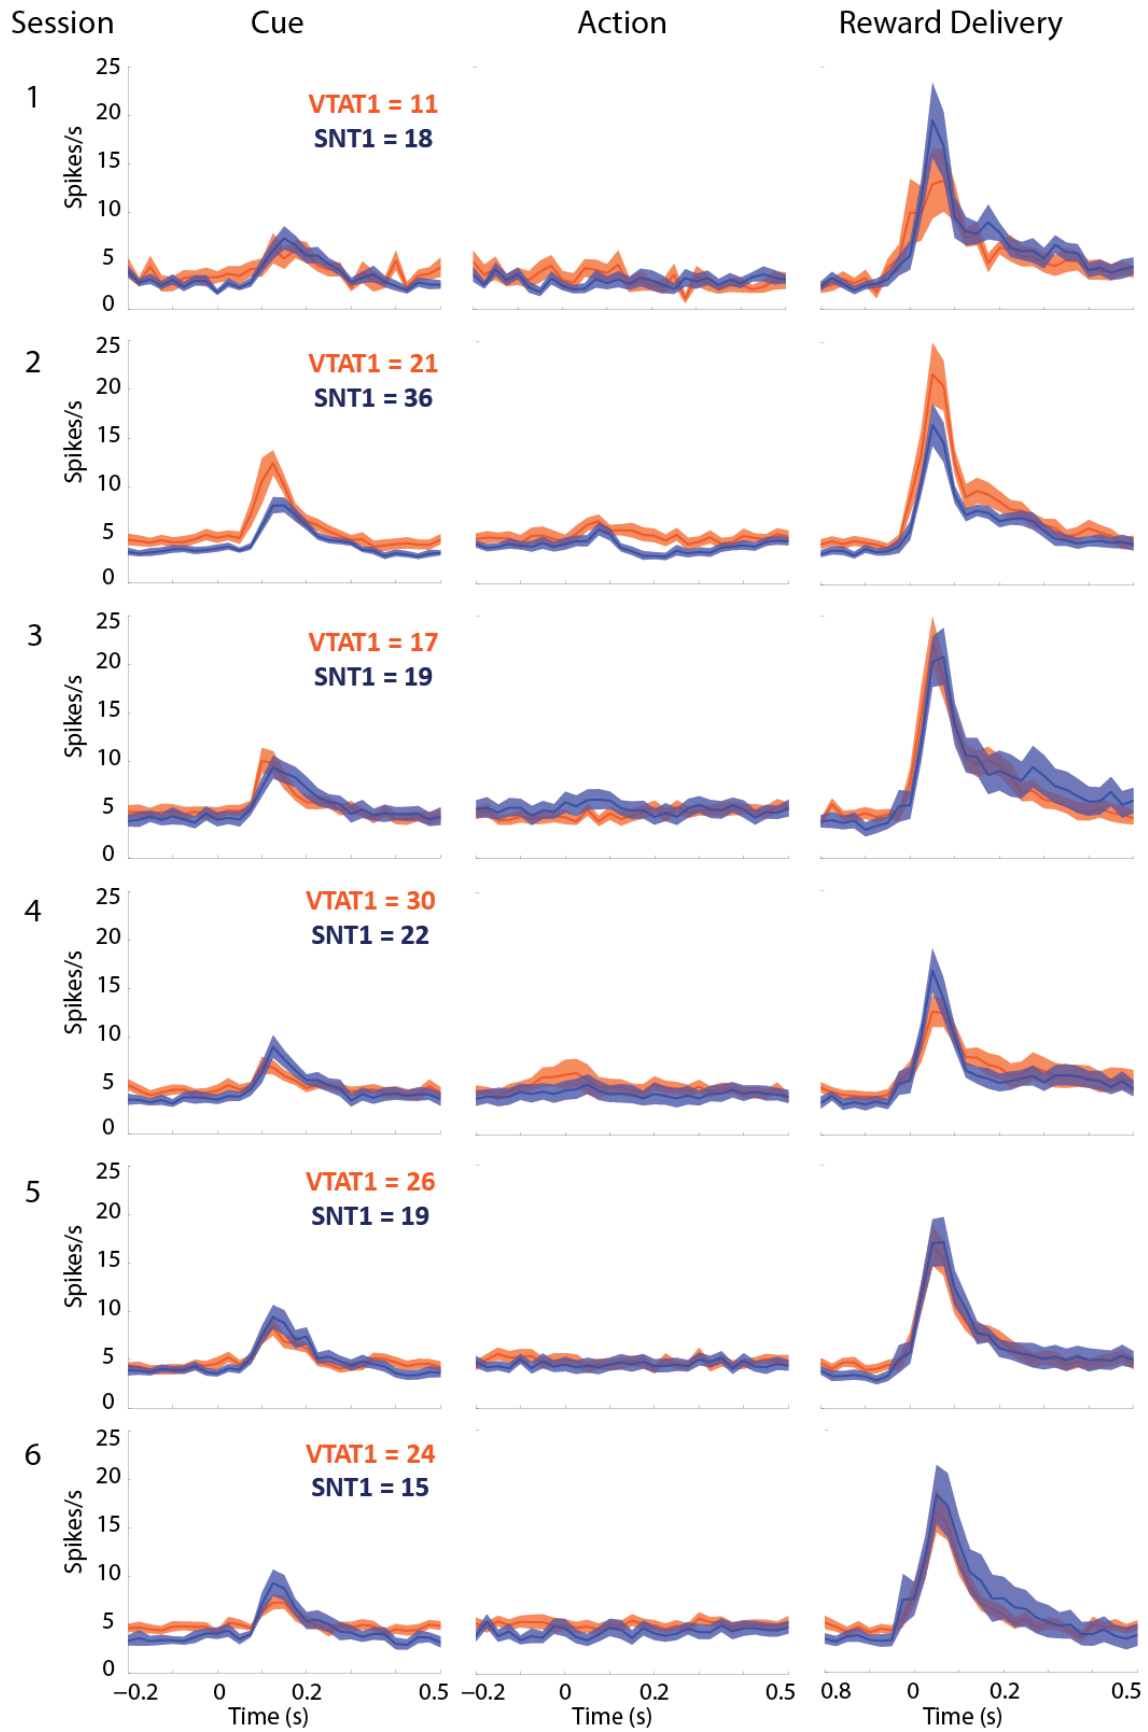 Session Cue Action Reward Delivery
1
25
20
15
10
5
0
Spikes/s
VTAT1 = 11
SNT1 = 18
2
25
20
15
10
5
0
Spikes/s
VTAT1 = 21
SNT1 = 36
3
25
20
15
10
5
0
Spikes/s
VTAT1 = 17
SNT1 = 19
4
25
20
15
10
5
0
Spikes/s
VTAT1 = 30
SNT1 = 22
5
25
20
15
10
5
0
Spikes/s
VTAT1 = 26
SNT1 = 19
6
25
20
15
10
5
0
Spikes/s
VTAT1 = 24
SNT1 = 15
−0.2 0 0.2 0.5 −0.2 0 0.2 0.5 0.8 0 0.2 0.5
Time (s) Time (s) Time (s)